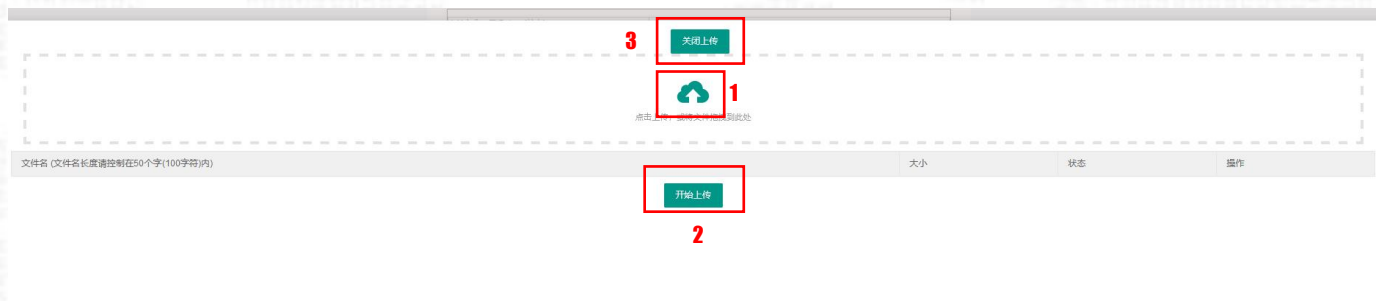 3
关闭上传
1
点击上传，或将文件拖拽到此处
文件名 (文件名长度请控制在50个字(100字符)内) 大小 状态 操作
开始上传
2